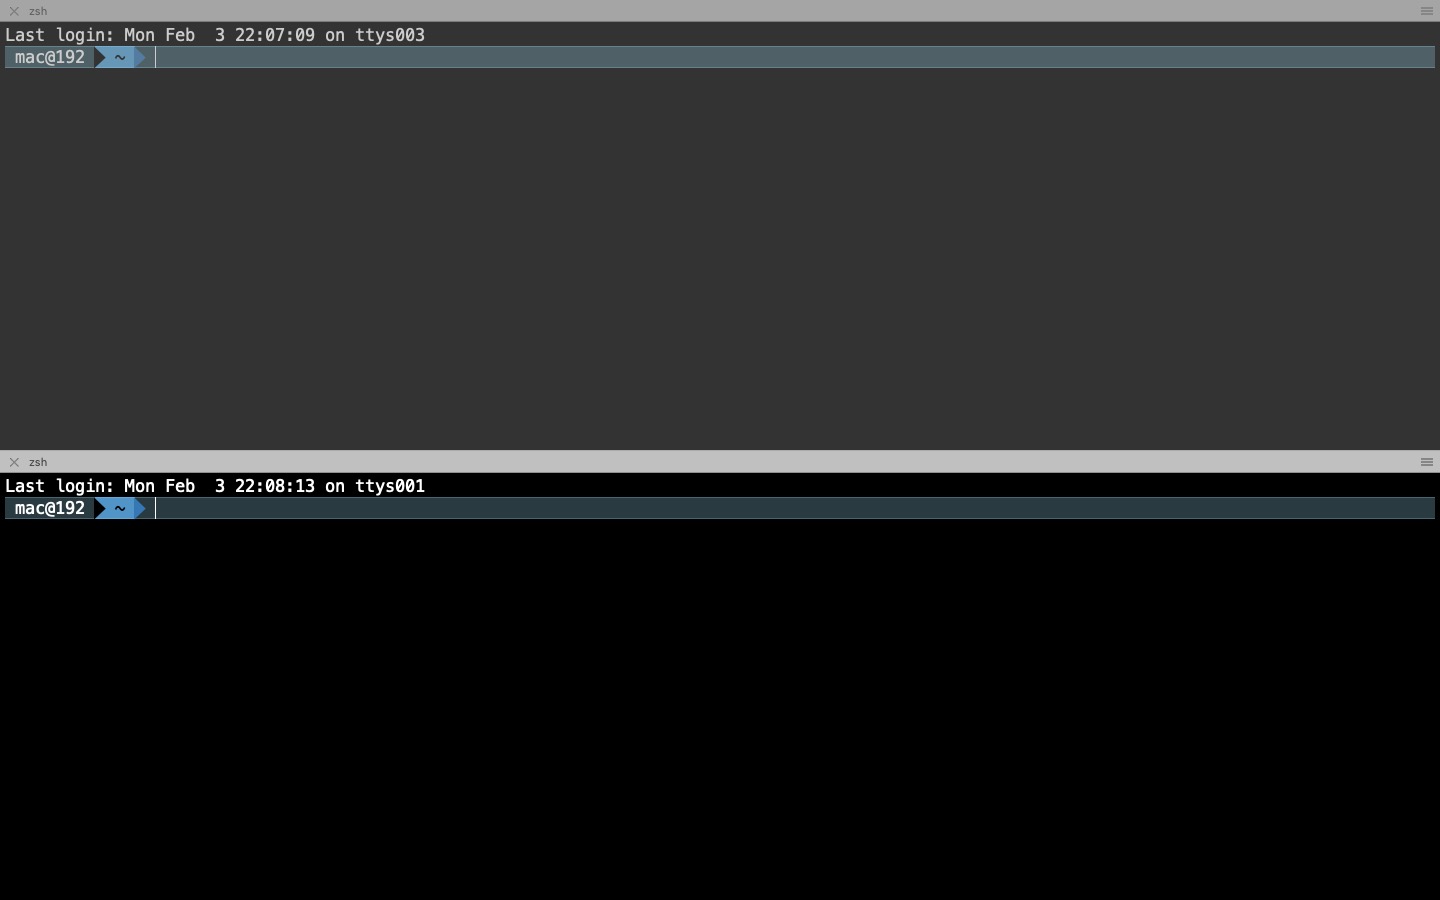 zsh
Last login: Mon Feb  3 22:07:09 on ttys003
mac@192 ~
zsh
Last login: Mon Feb  3 22:08:13 on ttys001
mac@192 ~